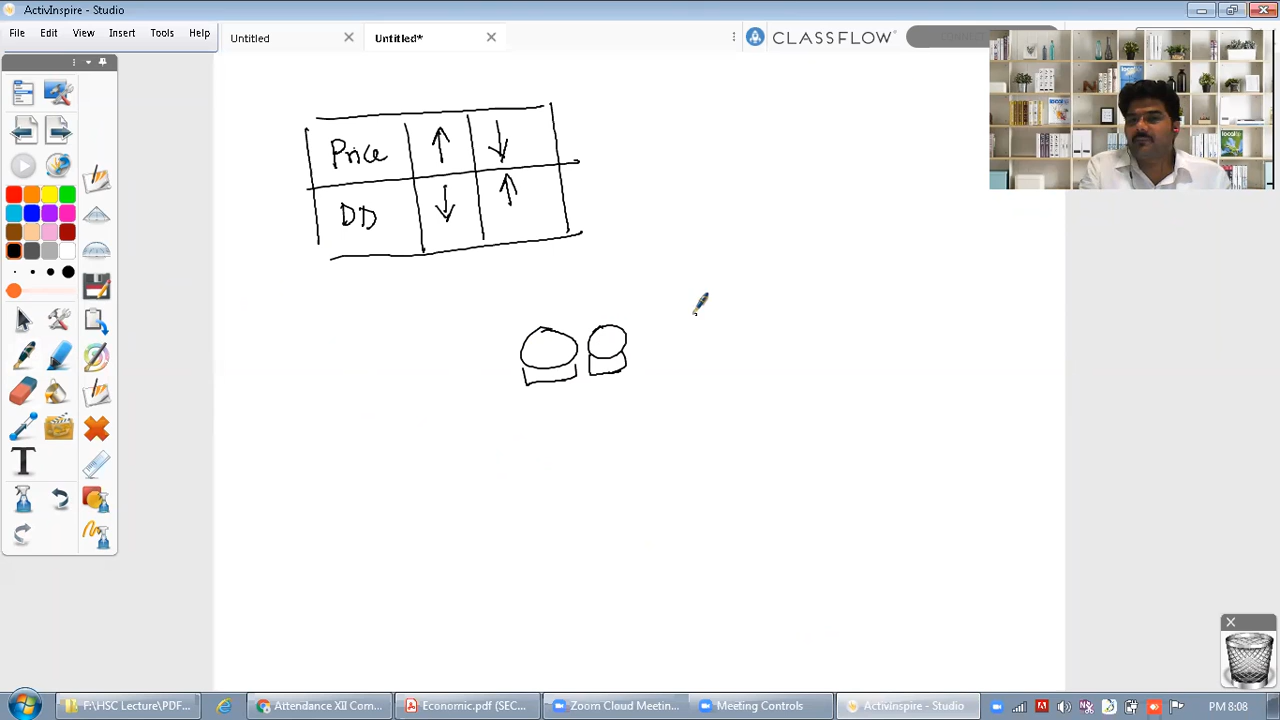 ActivInspire - Studio
File Edit View Insert Tools Help
Untitled
Untitled*
CLASSFLOW
Price ↑ ↓
DD ↓ ↑
T
F:\HSC Lecture\PDF...
Attendance XII Com...
Economic.pdf (SEC...
Zoom Cloud Meetin...
Meeting Controls
ActivInspire - Studio
PM 8:08